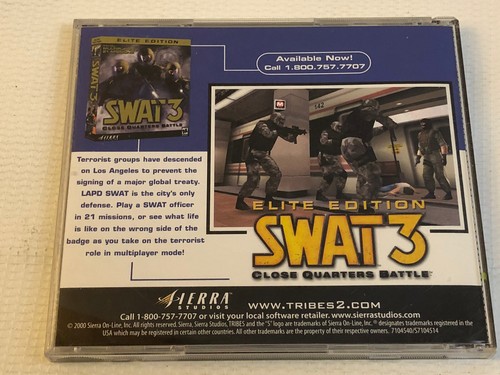 ELITE EDITION
SWAT 3
CLOSE QUARTERS BATTLE
SIERRA
Available Now!
Call 1.800.757.7707
142
Terrorist groups have descended
on Los Angeles to prevent the
signing of a major global treaty.
LAPD SWAT is the city's only
defense. Play a SWAT officer
in 21 missions, or see what life
is like on the wrong side of the
badge as you take on the terrorist
role in multiplayer mode!
ELITE EDITION
SWAT 3
CLOSE QUARTERS BATTLE™
SIERRA
STUDIOS
WWW.TRIBES2.COM
Call 1-800-757-7707 or visit your local software retailer. www.sierrastudios.com
© 2000 Sierra On-Line, Inc. All rights reserved. Sierra, Sierra Studios, TRIBES and the "S" logo are trademarks of Sierra On-Line, Inc. ® designates trademarks registered in the
USA which may be registered in certain other countries. All other trademarks are the property of their respective owners. 7104540/S7104514